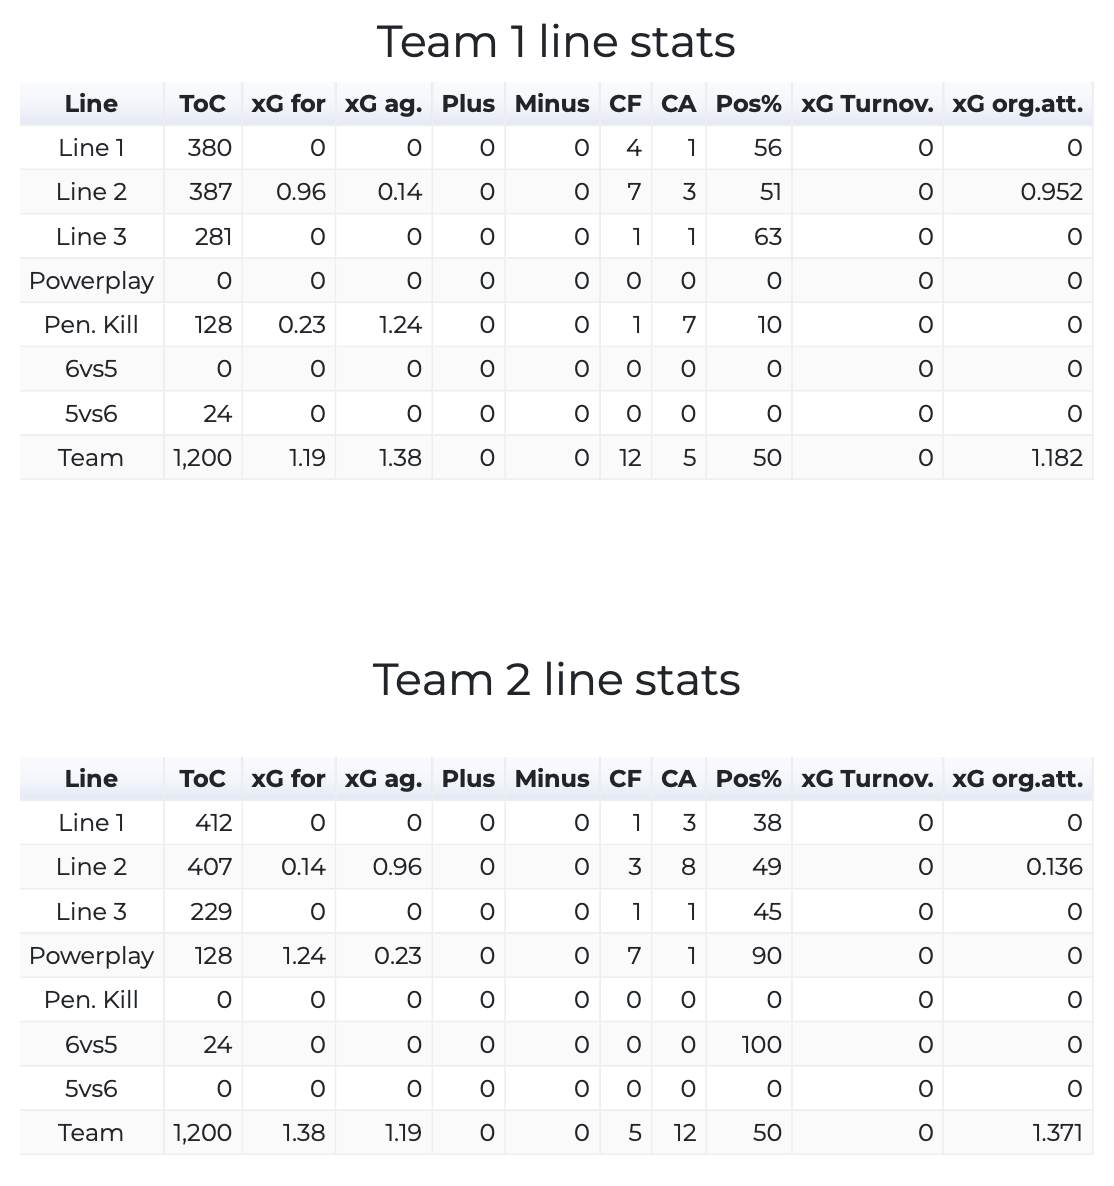 Team 1 line stats
Line ToC xG for xG ag. Plus Minus CF CA Pos% xG Turnov. xG org.att.
Line 1 380 0 0 0 0 4 1 56 0 0
Line 2 387 0.96 0.14 0 0 7 3 51 0 0.952
Line 3 281 0 0 0 0 1 1 63 0 0
Powerplay 0 0 0 0 0 0 0 0 0 0
Pen. Kill 128 0.23 1.24 0 0 1 7 10 0 0
6vs5 0 0 0 0 0 0 0 0 0 0
5vs6 24 0 0 0 0 0 0 0 0 0
Team 1,200 1.19 1.38 0 0 12 5 50 0 1.182
Team 2 line stats
Line ToC xG for xG ag. Plus Minus CF CA Pos% xG Turnov. xG org.att.
Line 1 412 0 0 0 0 1 3 38 0 0
Line 2 407 0.14 0.96 0 0 3 8 49 0 0.136
Line 3 229 0 0 0 0 1 1 45 0 0
Powerplay 128 1.24 0.23 0 0 7 1 90 0 0
Pen. Kill 0 0 0 0 0 0 0 0 0 0
6vs5 24 0 0 0 0 0 0 100 0 0
5vs6 0 0 0 0 0 0 0 0 0 0
Team 1,200 1.38 1.19 0 0 5 12 50 0 1.371